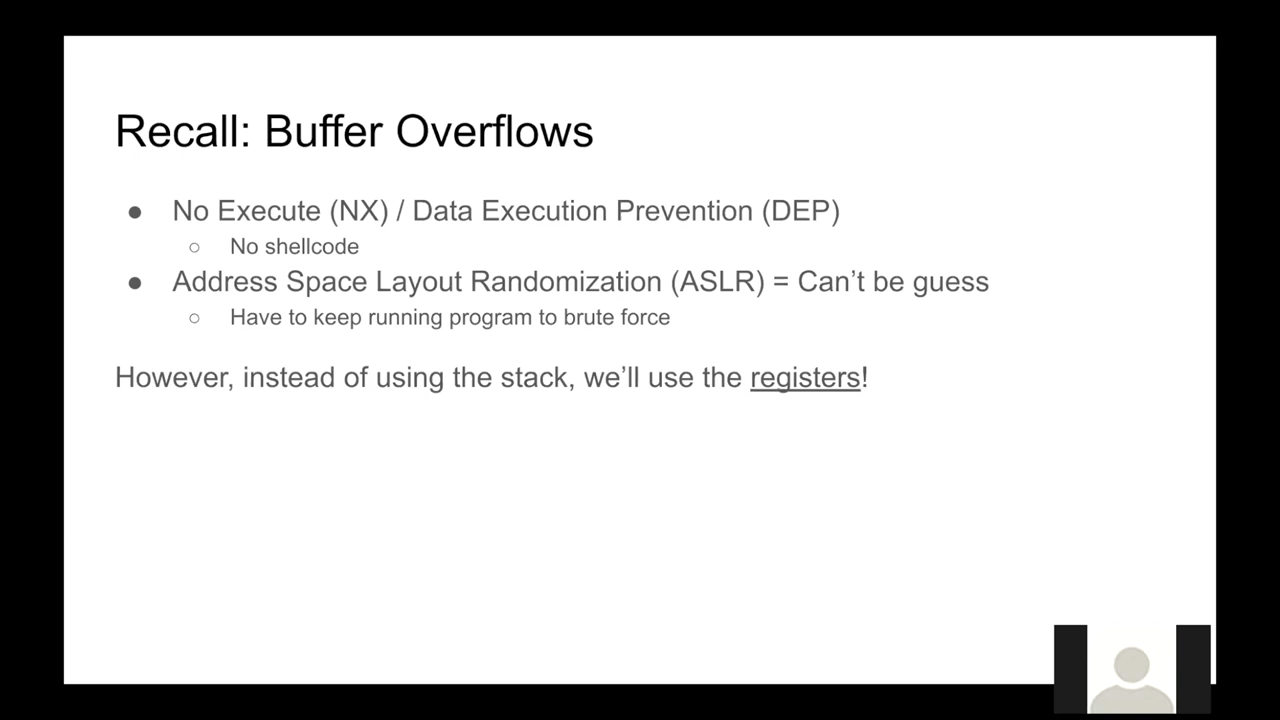 Recall: Buffer Overflows
● No Execute (NX) / Data Execution Prevention (DEP)
○ No shellcode
● Address Space Layout Randomization (ASLR) = Can’t be guess
○ Have to keep running program to brute force
However, instead of using the stack, we’ll use the registers!